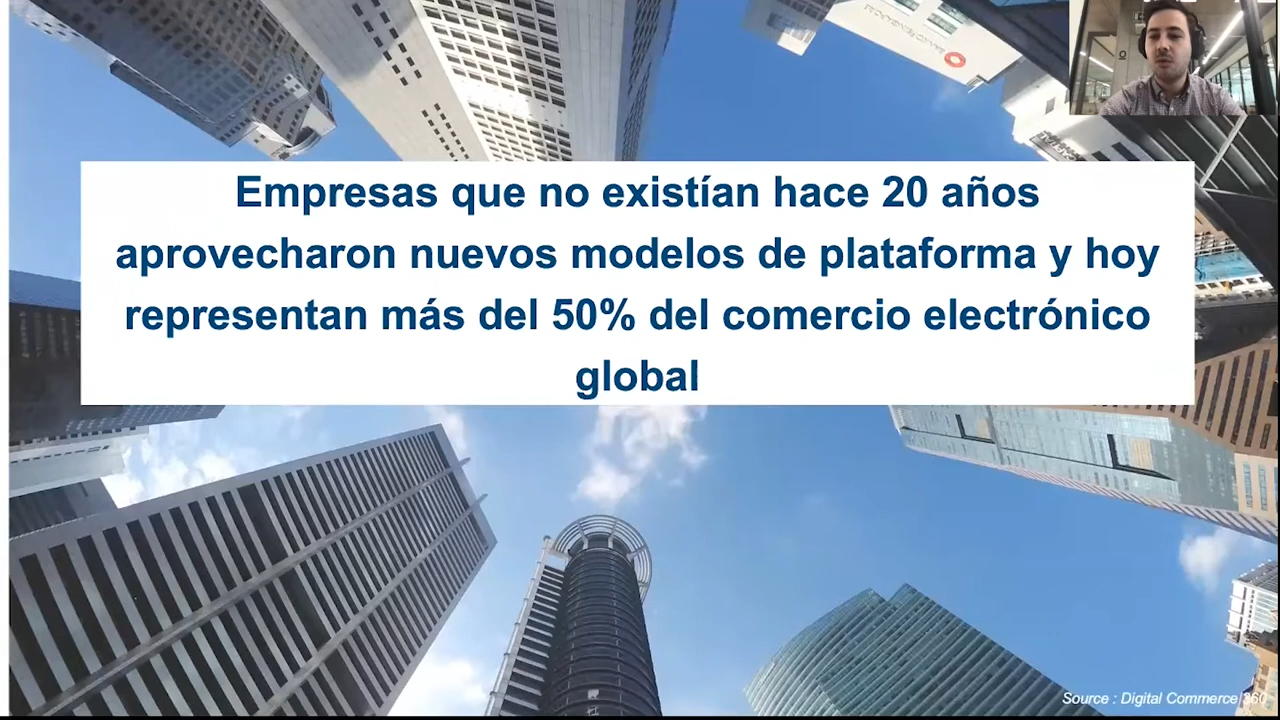 Empresas que no existían hace 20 años
aprovecharon nuevos modelos de plataforma y hoy
representan más del 50% del comercio electrónico
global
Source : Digital Commerce 360